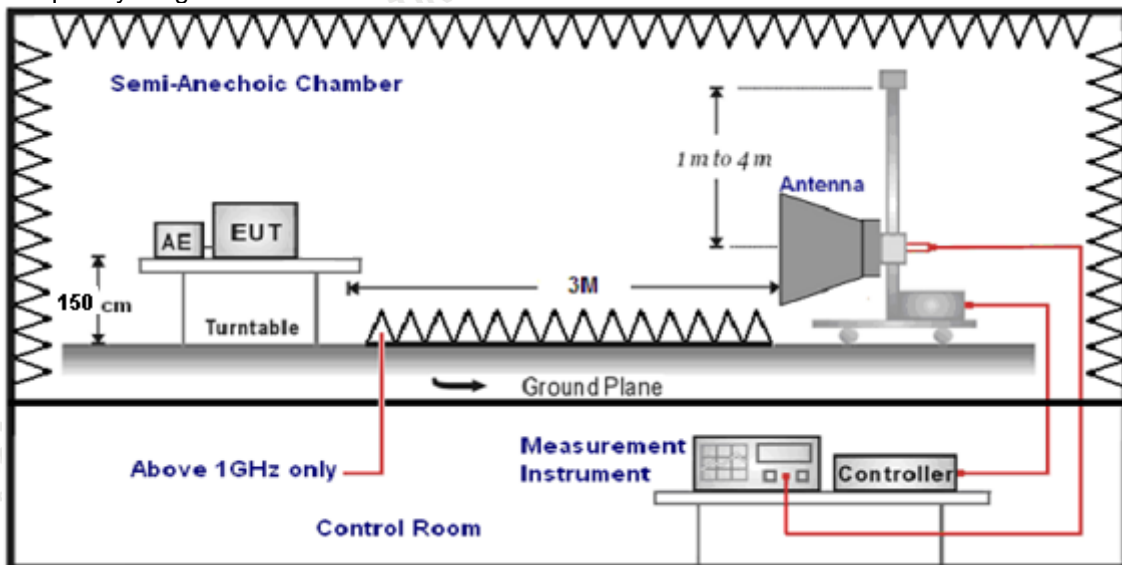 Semi-Anechoic Chamber
1 m to 4 m
Antenna
AE
EUT
150 cm
3M
Turntable
Ground Plane
Above 1GHz only
Measurement
Instrument
Controller
Control Room